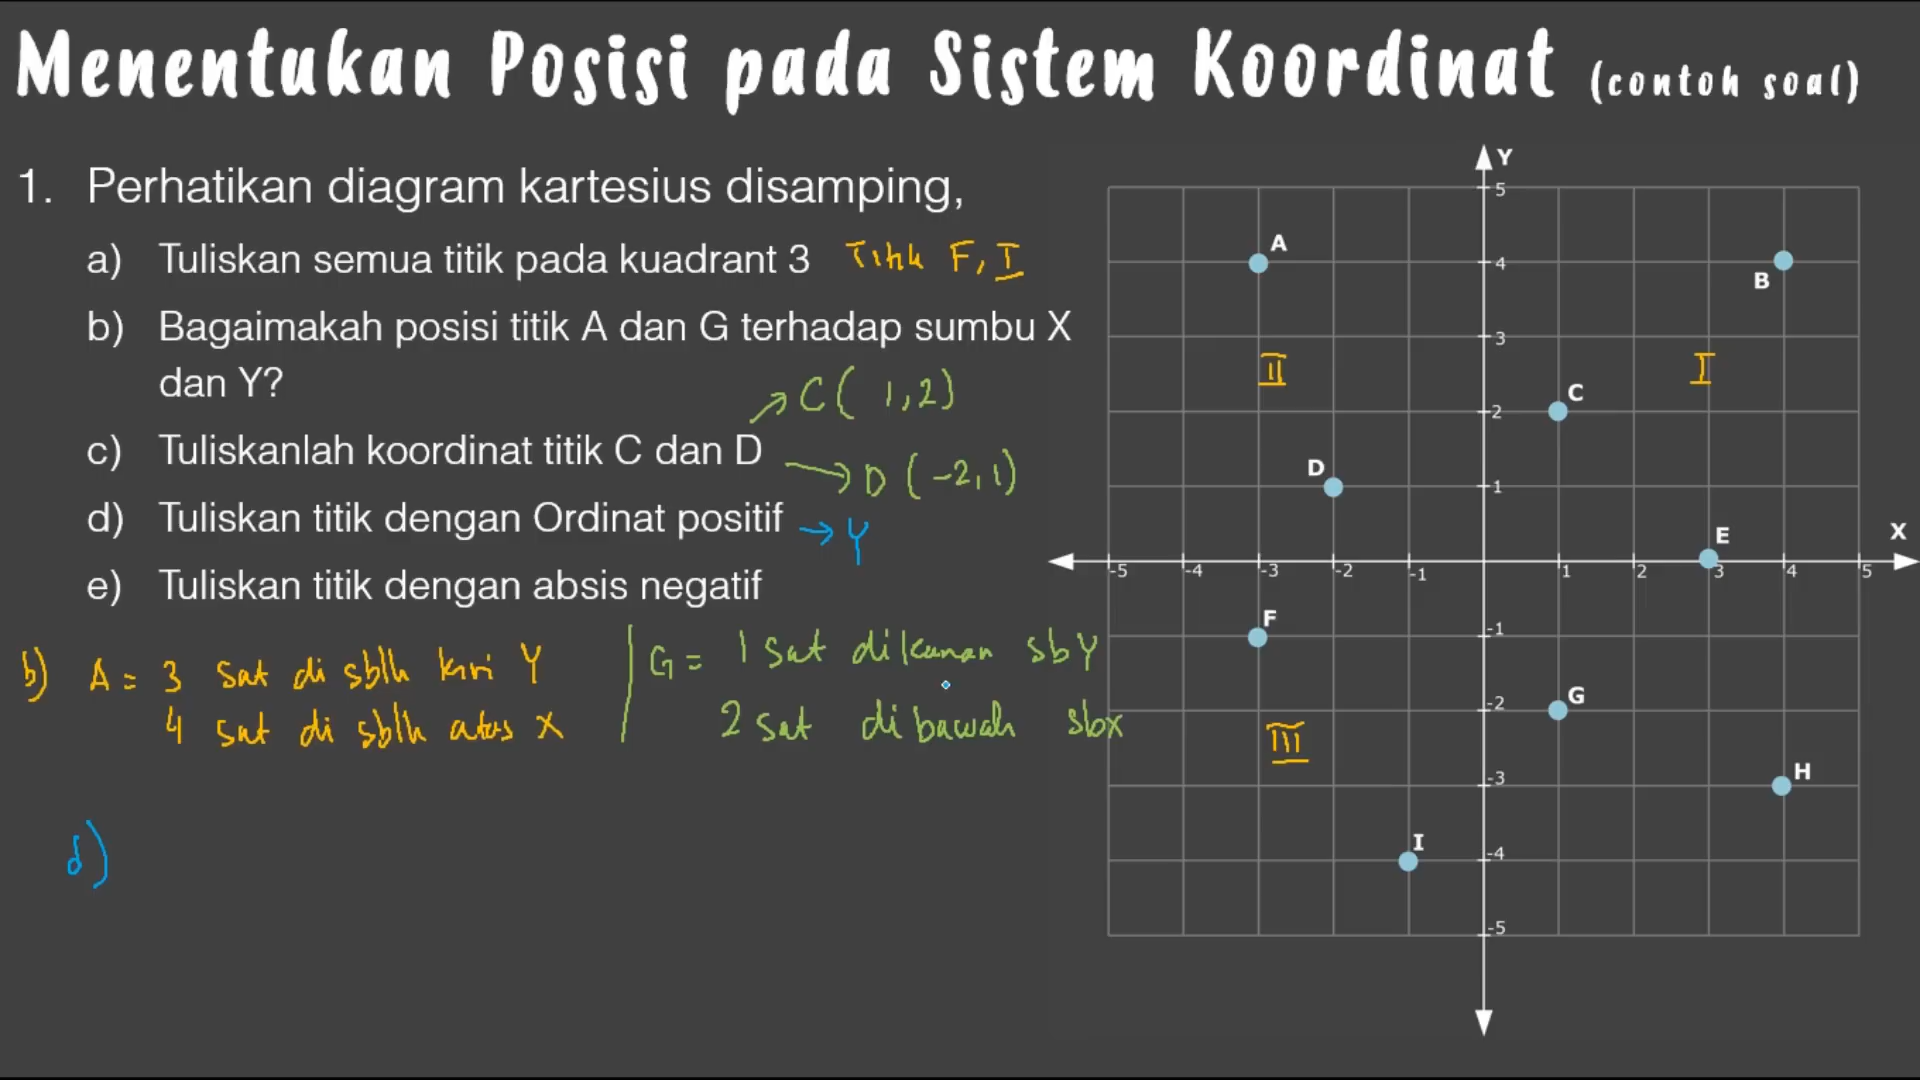 Menentukan Posisi pada Sistem Koordinat (contoh soal)
1. Perhatikan diagram kartesius disamping,
a) Tuliskan semua titik pada kuadrant 3 Titik F, I
b) Bagaimakah posisi titik A dan G terhadap sumbu X
dan Y?
C( 1,2)
c) Tuliskanlah koordinat titik C dan D
D (-2,1)
d) Tuliskan titik dengan Ordinat positif → Y
e) Tuliskan titik dengan absis negatif
b) A = 3 sat di sblh kiri Y
4 sat di sblh atas X
G = 1 sat dikanan sb Y
2 sat di bawah sbx
d)
Y
5
A
4
B
3
II
I
C
2
D
1
X
E
-5 -4 -3 -2 -1 1 2 3 4 5
F
-1
G
-2
III
H
-3
I
-4
-5